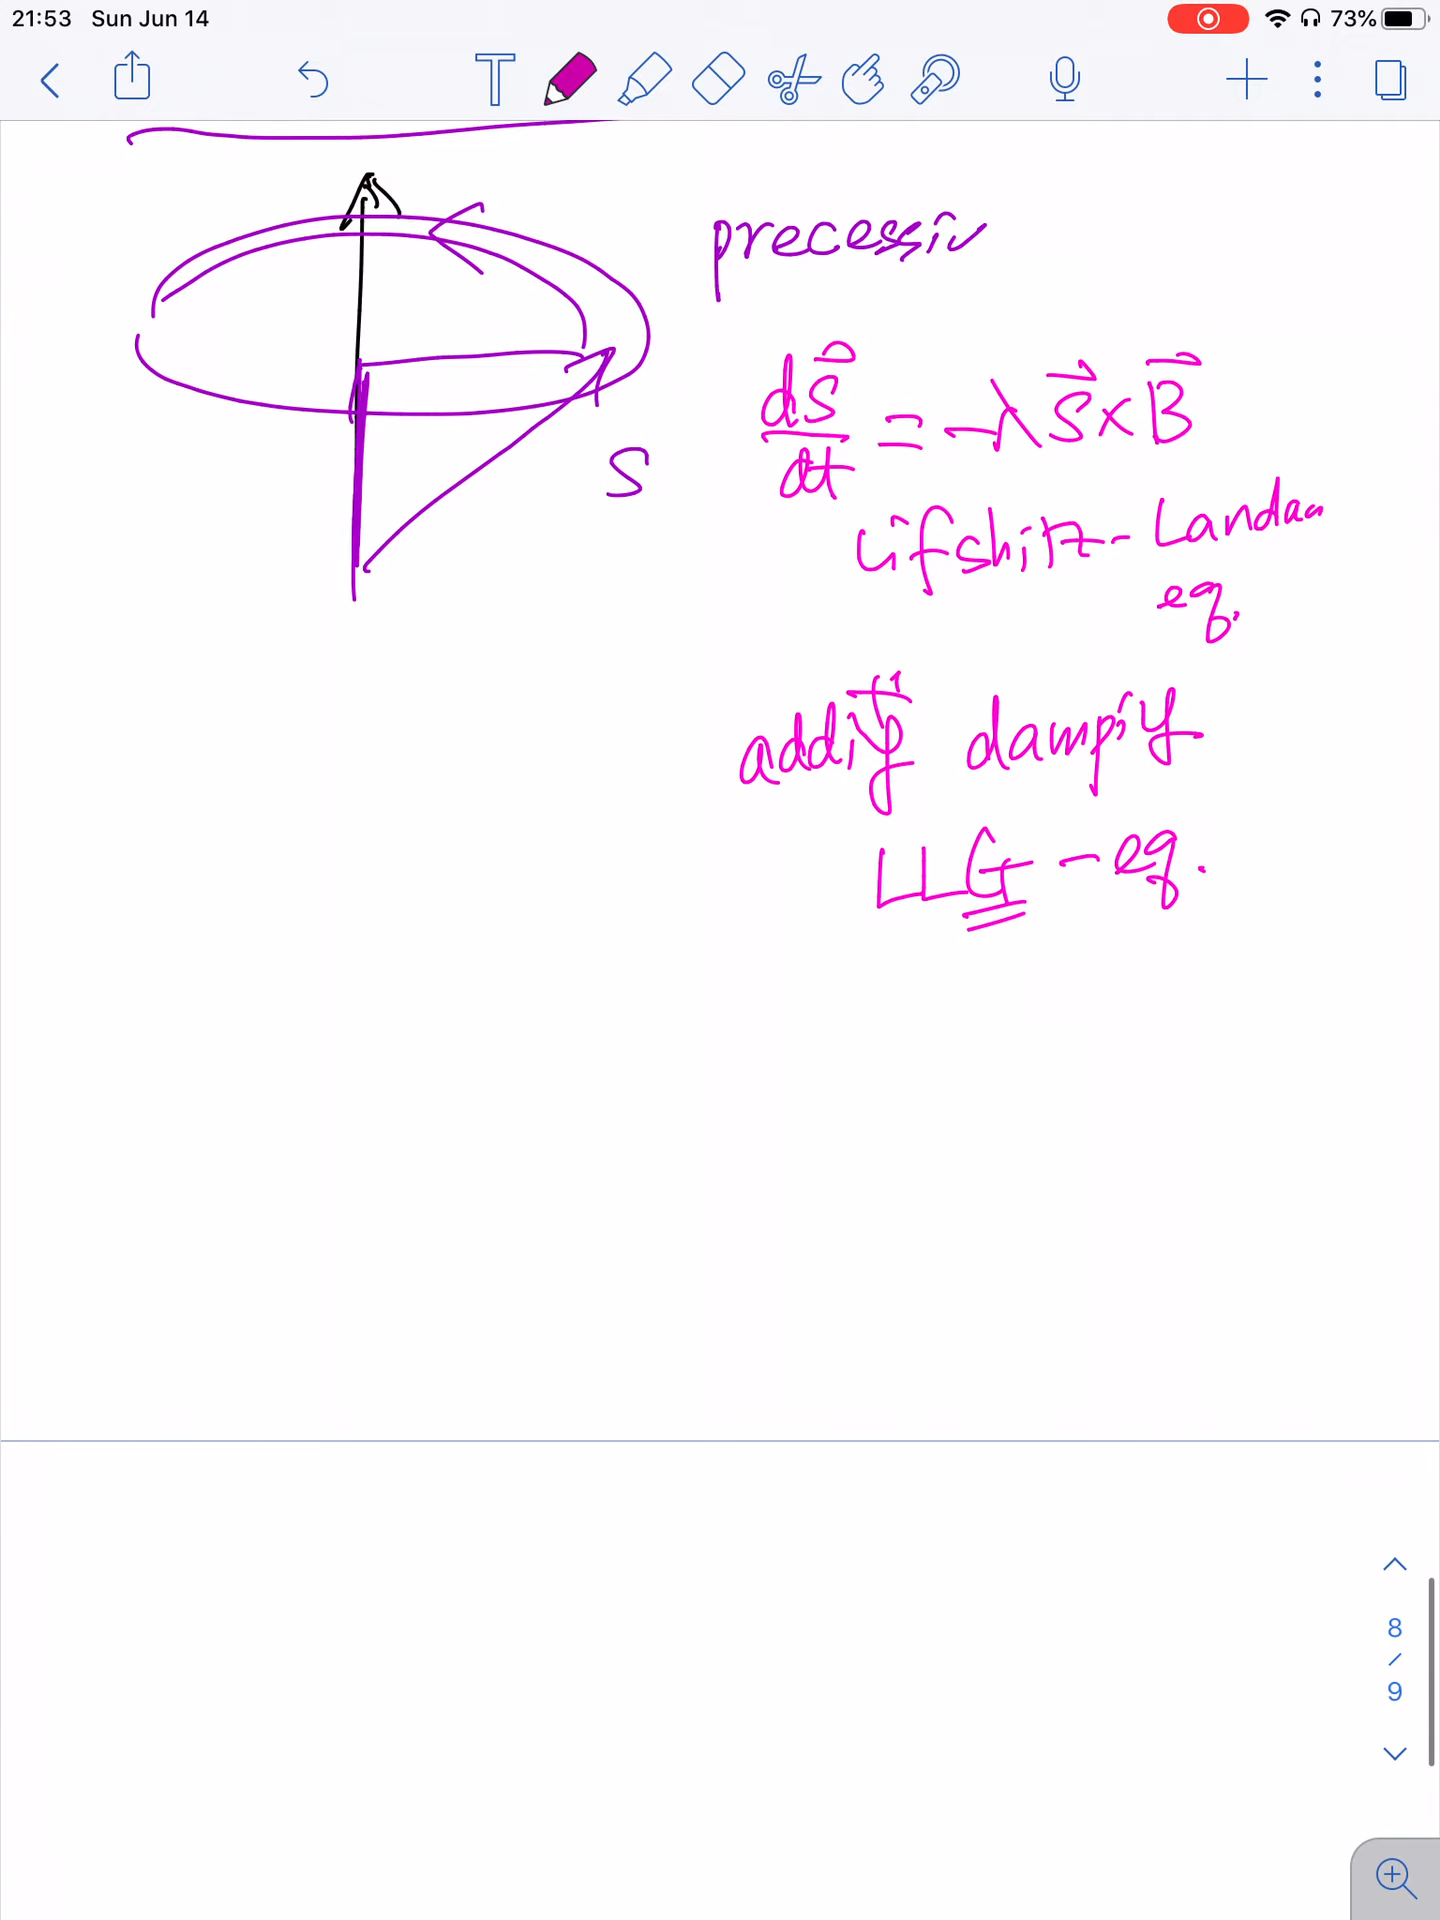 21:53 Sun Jun 14 73%
T
precession
dS⃗/dt = -λ S⃗ × B⃗
S
Lifshitz - Landau
eq.
adding damping
LLG - eq.
8
/
9